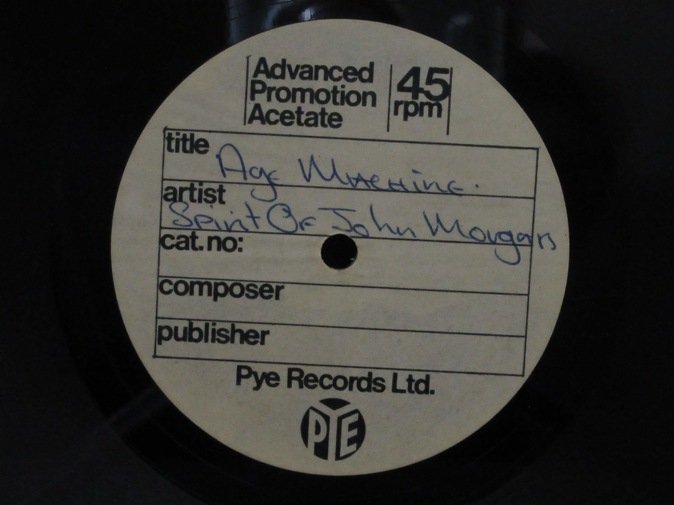 Advanced
Promotion
Acetate
45
rpm
title Age Machine.
artist Spirit Of John Morgans
cat.no:
composer
publisher
Pye Records Ltd.
PYE